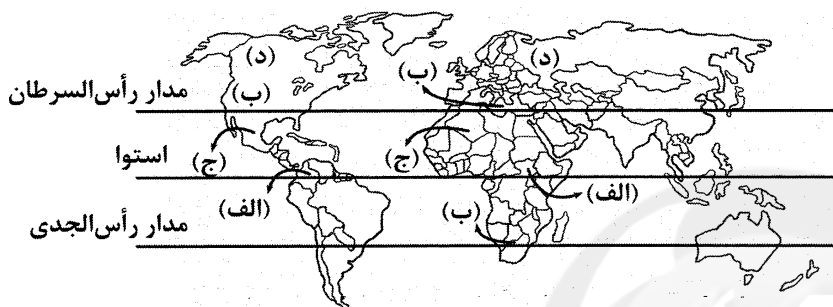 (د) (د)
(ب)
مدار رأس‌السرطان (ب)
استوا (ج) (ج)
(الف) (الف)
(ب)
مدار رأس‌الجدی